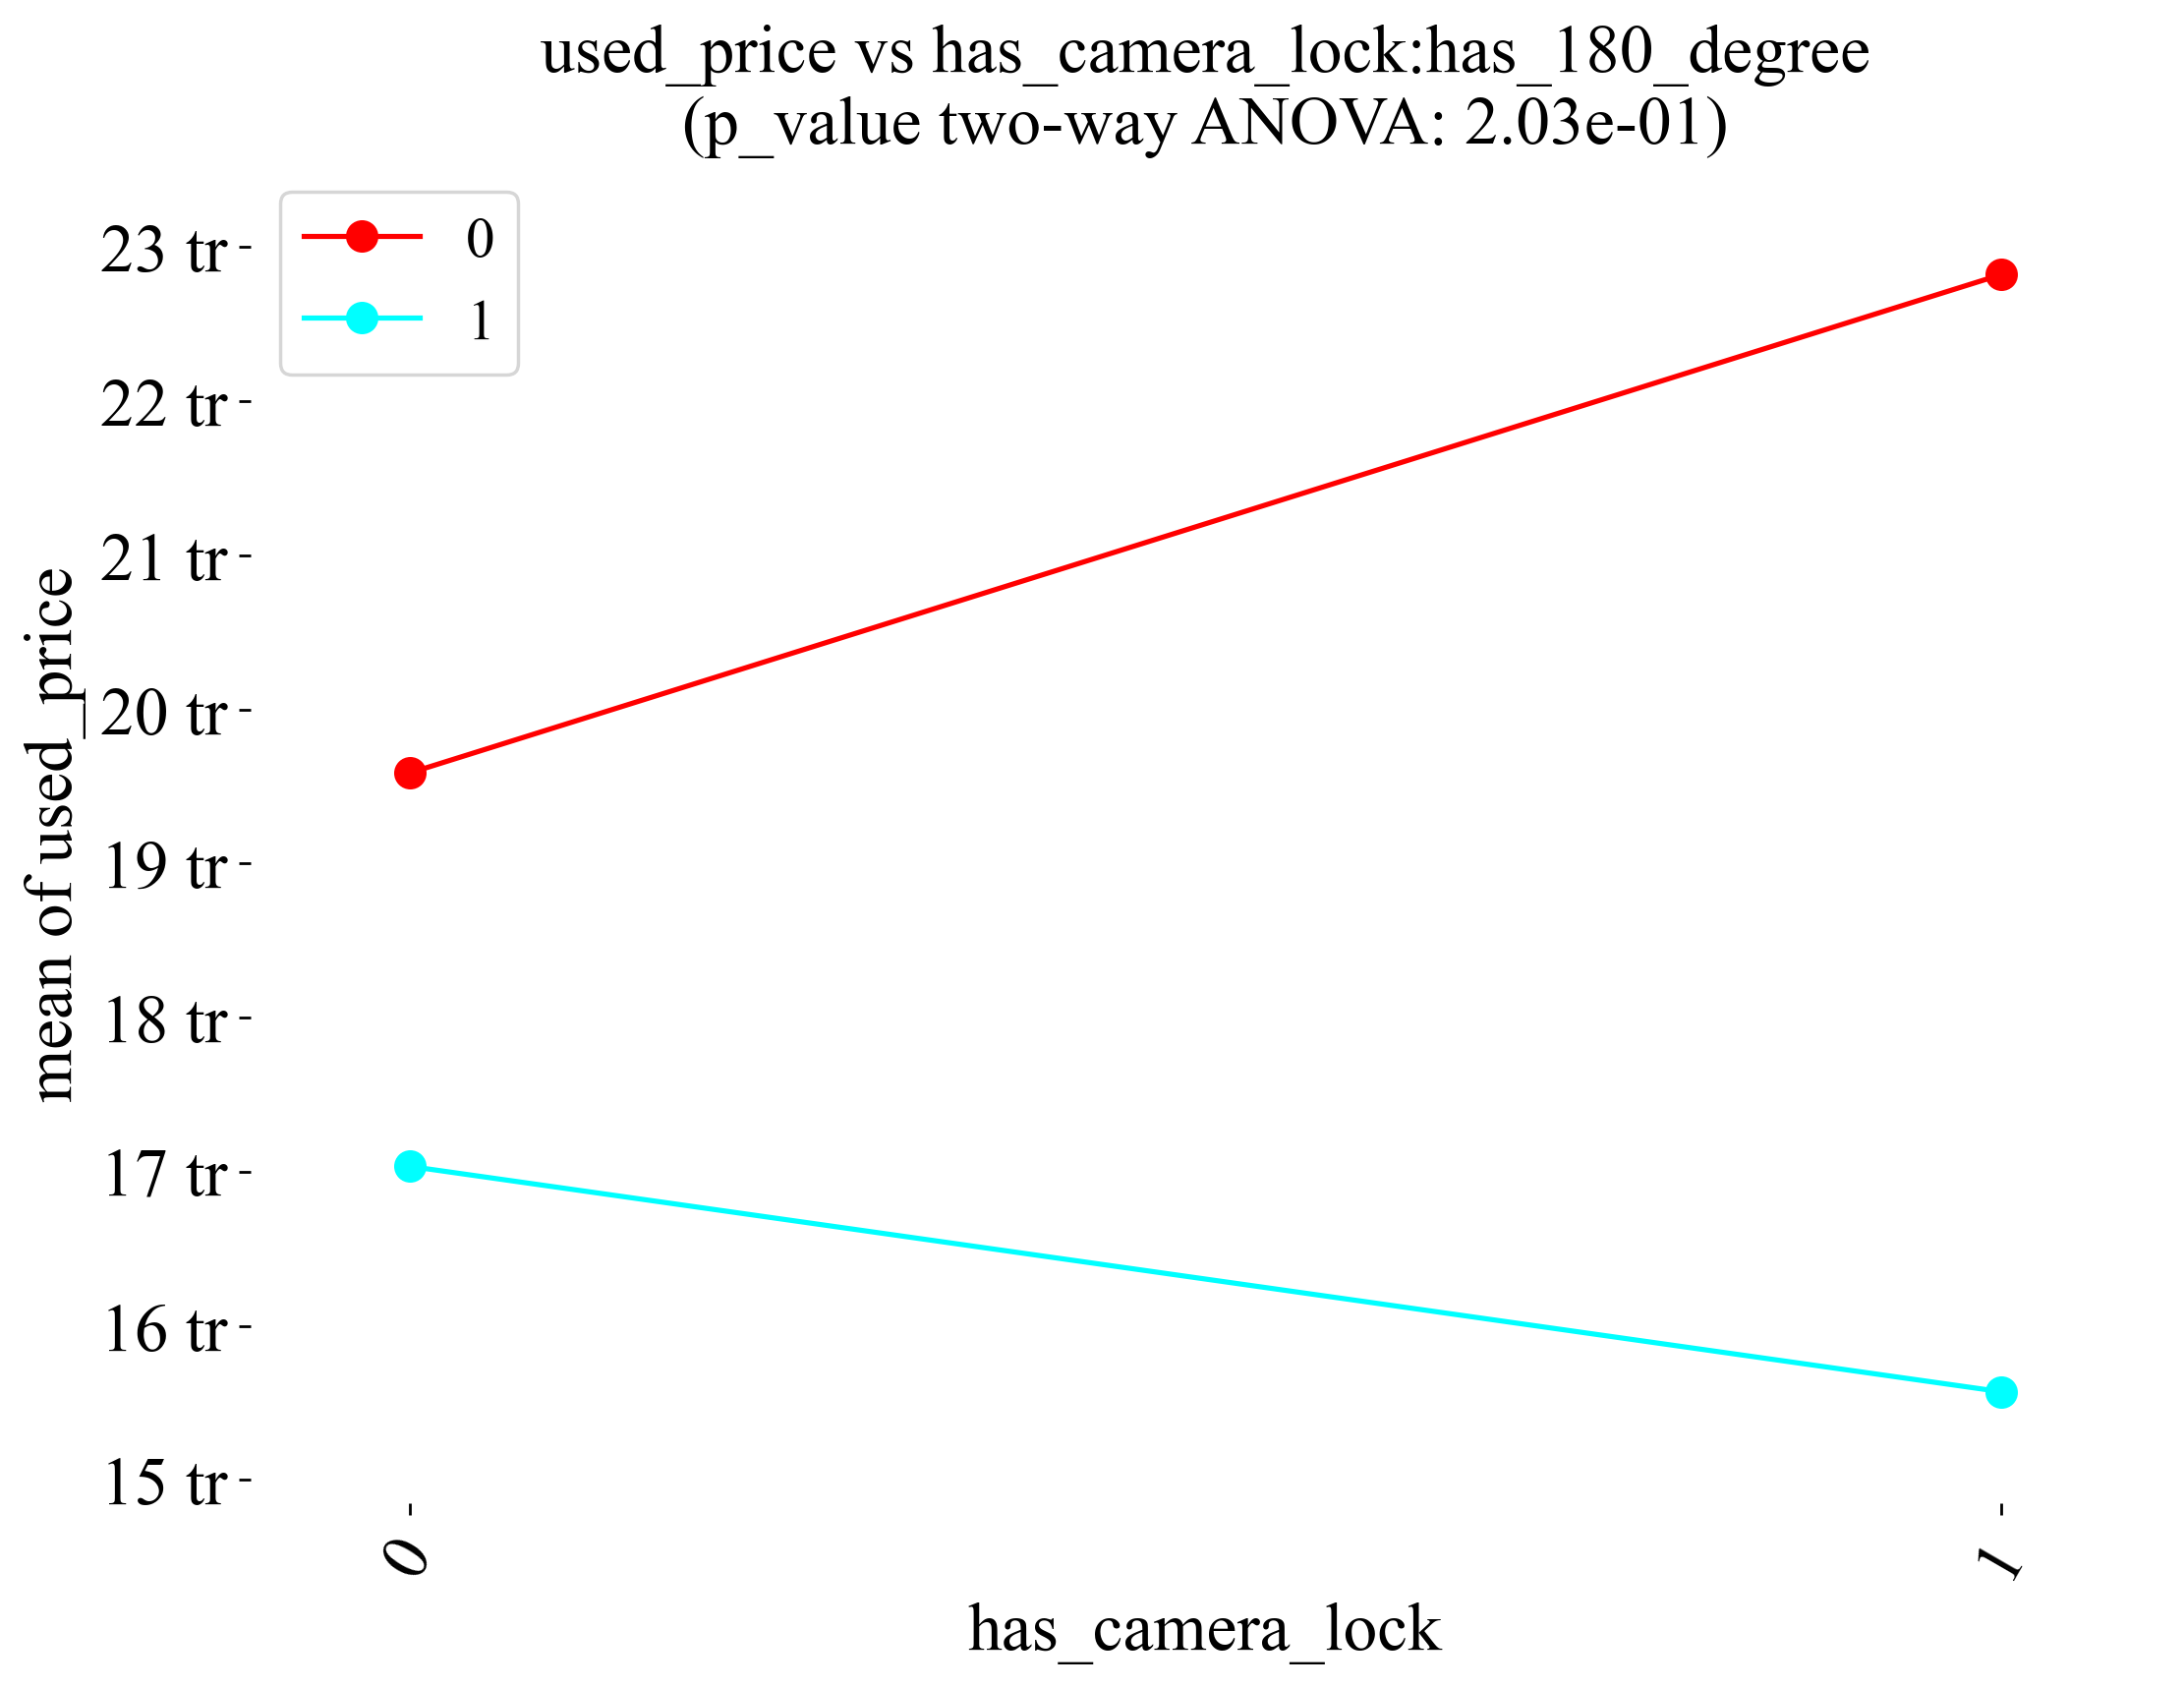 used_price vs has_camera_lock:has_180_degree
(p_value two-way ANOVA: 2.03e-01)
0
1
23 tr
22 tr
21 tr
20 tr
19 tr
18 tr
17 tr
16 tr
15 tr
mean of used_price
0
1
has_camera_lock